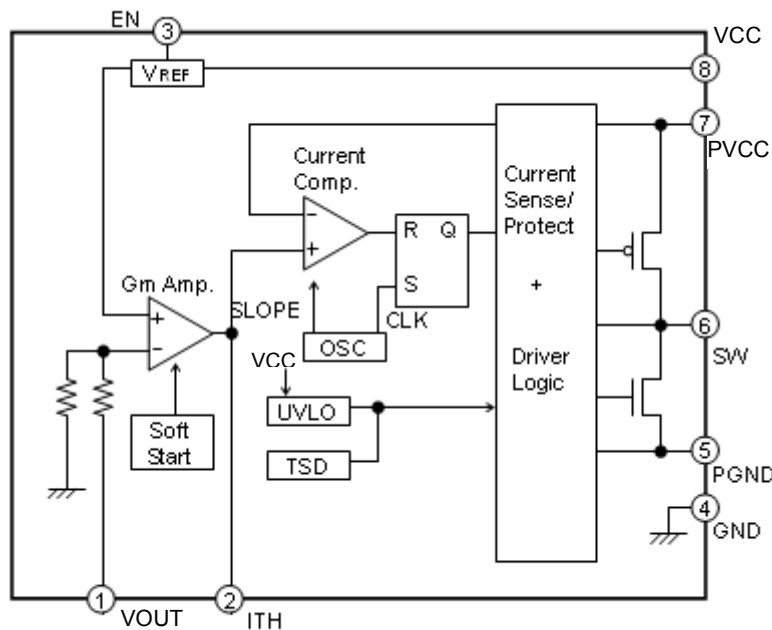 EN
3
VCC
VREF
8
7
PVCC
Current
Comp.
Current
Sense/
Protect
+
Driver
Logic
−
+
R Q
S
Gm Amp.
+
−
SLOPE
CLK
OSC
6
SW
VCC
UVLO
TSD
Soft
Start
5
PGND
4
GND
1
VOUT
2
ITH